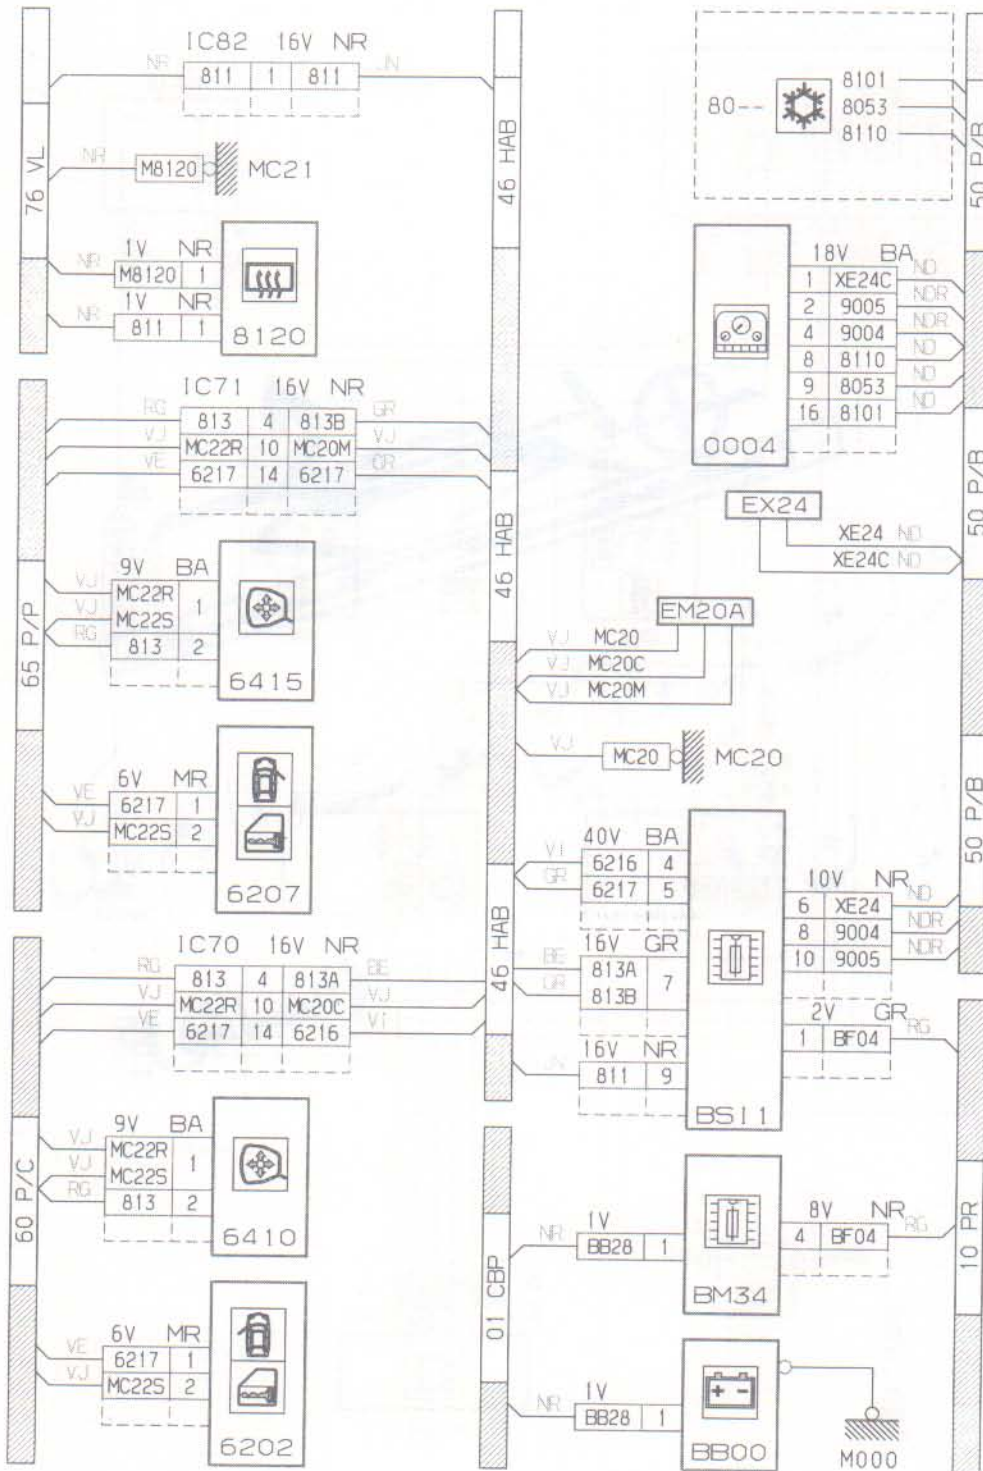 76 VL
IC82 16V NR
NR 811 1 811 JN
NR M8120 MC21
1V NR
NR M8120 1
1V NR
NR 811 1
8120
65 P/P
IC71 16V NR
RG 813 4 813B GR
VJ MC22R 10 MC20M VJ
VE 6217 14 6217 GR
9V BA
VJ MC22R 1
VJ MC22S
RG 813 2
6415
6V MR
VE 6217 1
VJ MC22S 2
6207
60 P/C
IC70 16V NR
RG 813 4 813A BE
VJ MC22R 10 MC20C VJ
VE 6217 14 6216 VI
9V BA
VJ MC22R 1
VJ MC22S
RG 813 2
6410
6V MR
VE 6217 1
VJ MC22S 2
6202
46 HAB
46 HAB
46 HAB
80--
8101
8053
8110
50 P/B
50 P/B
50 P/B
18V BA
1 XE24C ND
2 9005 NDR
4 9004 NDR
8 8110 ND
9 8053 ND
16 8101 ND
0004
EX24
XE24 ND
XE24C ND
EM20A
VJ MC20
VJ MC20C
VJ MC20M
VJ MC20 MC20
40V BA
VI 6216 4
GR 6217 5
16V GR
BE 813A 7
GR 813B
16V NR
JN 811 9
10V NR
6 XE24 ND
8 9004 NDR
10 9005 NDR
2V GR
1 BF04 RG
BSI1
01 CBP
10 PR
1V
NR BB28 1
8V NR
4 BF04 RG
BM34
1V
NR BB28 1
BB00
M000